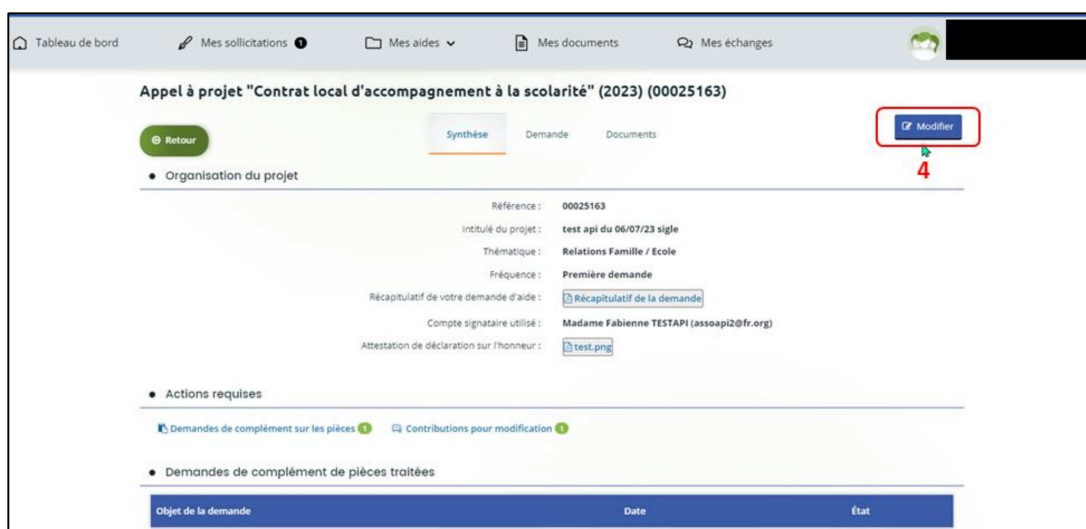 Tableau de bord Mes sollicitations 1 Mes aides Mes documents Mes échanges
Appel à projet "Contrat local d'accompagnement à la scolarité" (2023) (00025163)
Retour Synthèse Demande Documents Modifier
4
Organisation du projet
Référence : 00025163
Intitulé du projet : test api du 06/07/23 sigle
Thématique : Relations Famille / Ecole
Fréquence : Première demande
Récapitulatif de votre demande d'aide : Récapitulatif de la demande
Compte signataire utilisé : Madame Fabienne TESTAPI (assoapi2@fr.org)
Attestation de déclaration sur l'honneur : test.png
Actions requises
Demandes de complément sur les pièces 1 Contributions pour modification 1
Demandes de complément de pièces traitées
Objet de la demande Date État